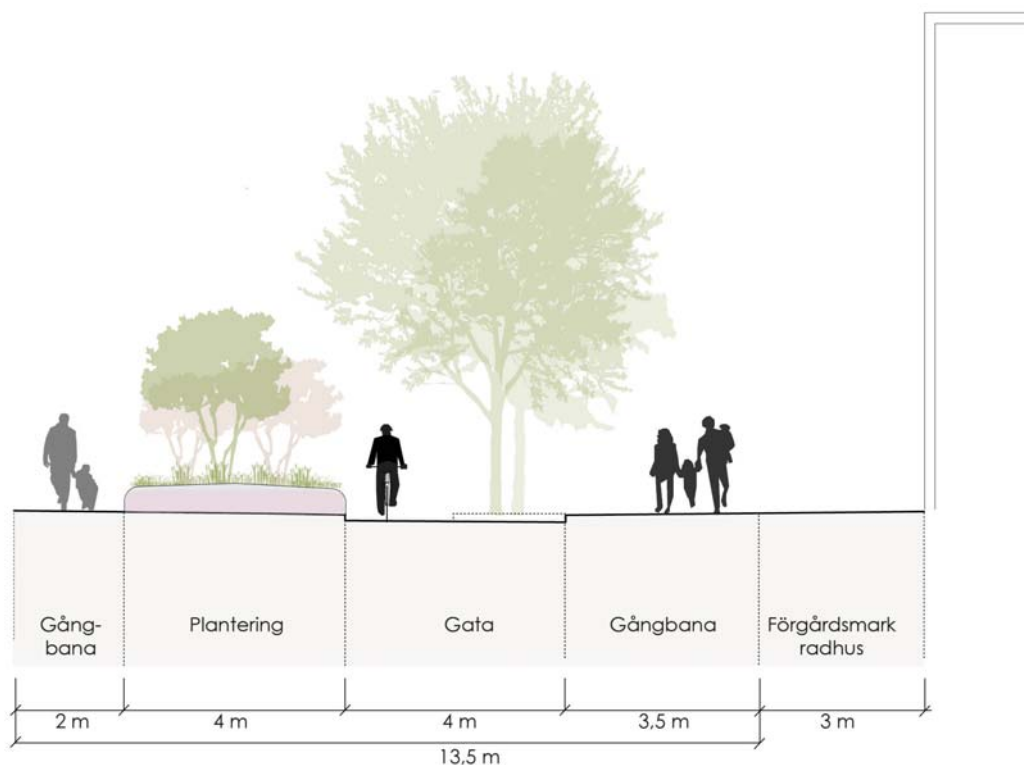 Gång-
bana
Plantering
Gata
Gångbana
Förgårdsmark
radhus
2 m
4 m
4 m
3,5 m
3 m
13,5 m